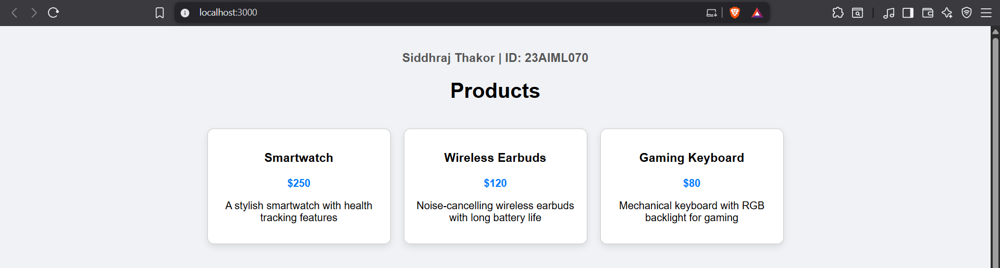 localhost:3000
Siddhraj Thakor | ID: 23AIML070
Products
Smartwatch
$250
A stylish smartwatch with health
tracking features
Wireless Earbuds
$120
Noise-cancelling wireless earbuds
with long battery life
Gaming Keyboard
$80
Mechanical keyboard with RGB
backlight for gaming